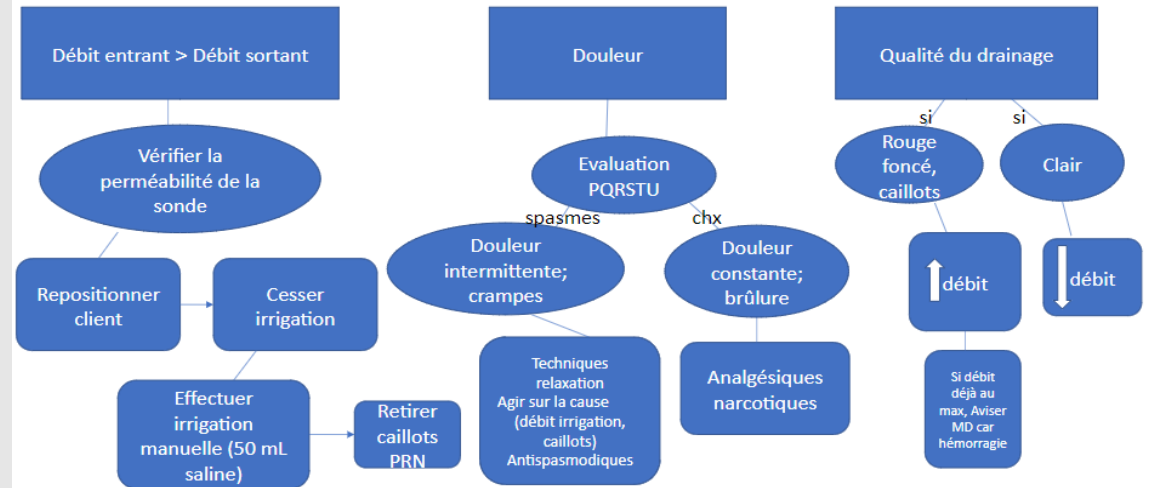 Débit entrant > Débit sortant
Vérifier la
perméabilité de la
sonde
Repositionner
client
Cesser
irrigation
Effectuer
irrigation
manuelle (50 mL
saline)
Retirer
caillots
PRN
Douleur
Evaluation
PQRSTU
spasmes
chx
Douleur
intermittente;
crampes
Douleur
constante;
brûlure
Techniques
relaxation
Agir sur la cause
(débit irrigation,
caillots)
Antispasmodiques
Analgésiques
narcotiques
Qualité du drainage
si
si
Rouge
foncé,
caillots
Clair
débit
débit
Si débit
déjà au
max, Aviser
MD car
hémorragie